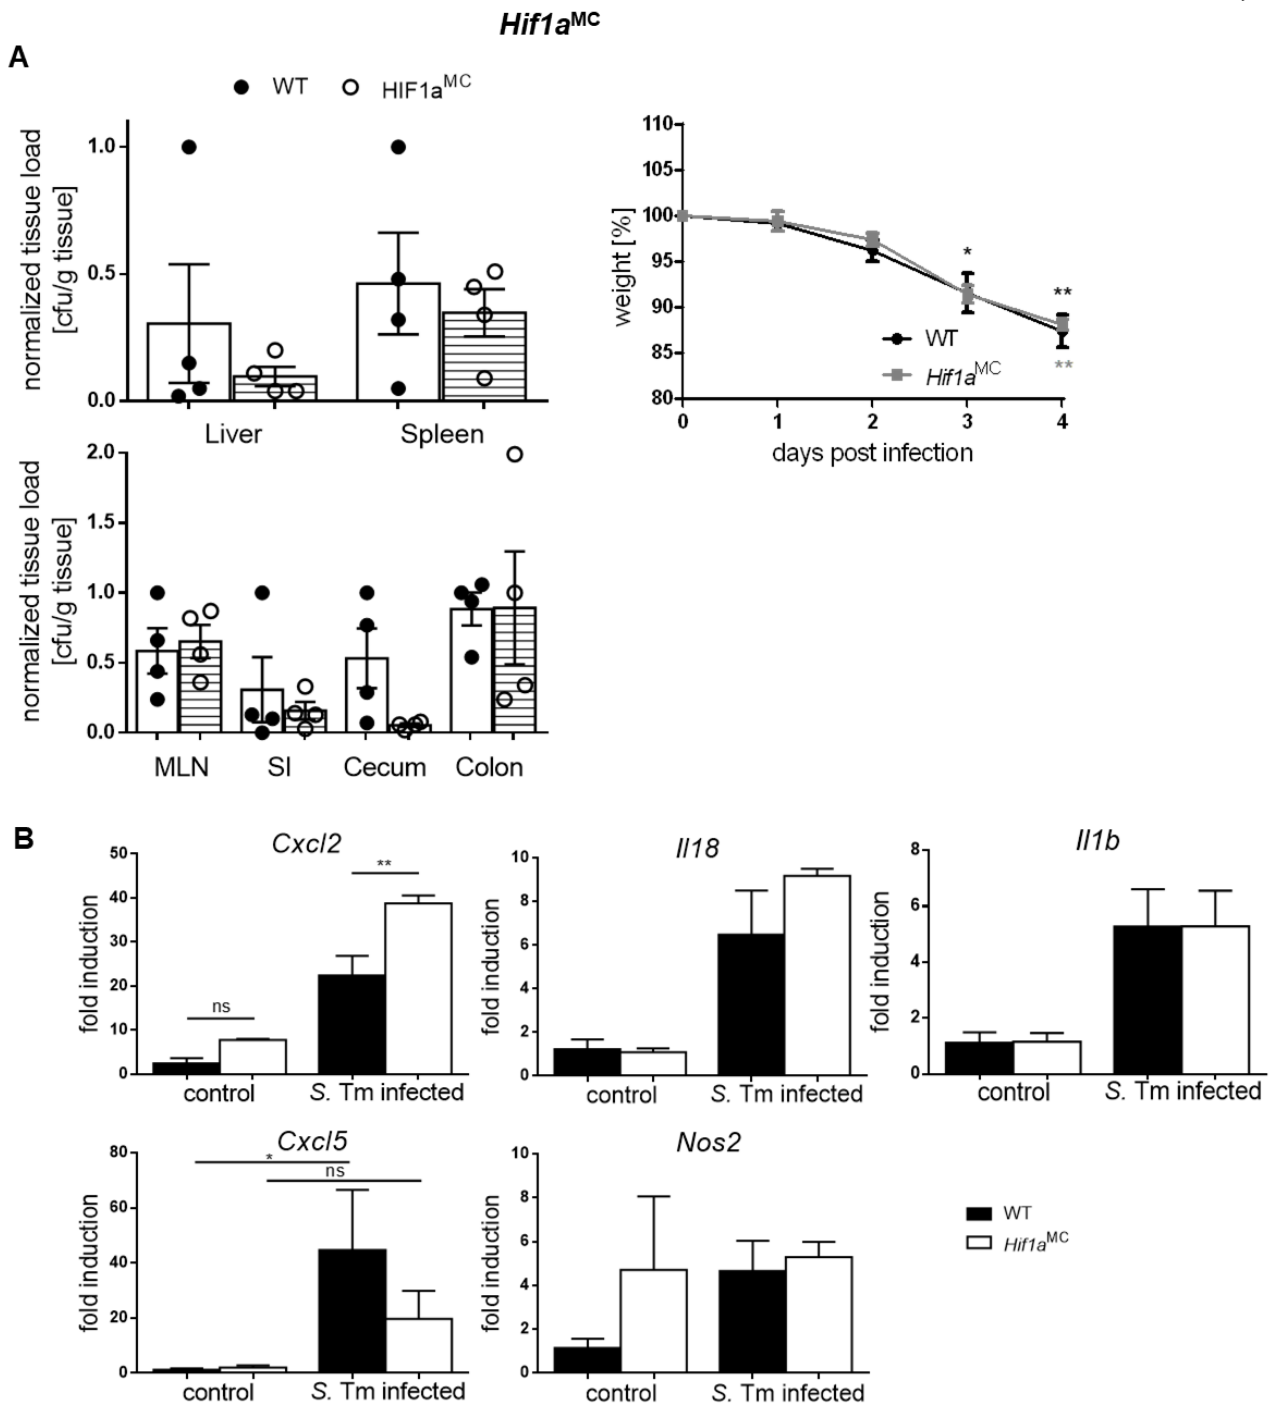 Hif1aMC
A
WT HIF1aMC
normalized tissue load
[cfu/g tissue]
1.0
0.5
0.0
Liver Spleen
weight [%]
110
105
100
95
90
85
80
*
**
**
WT
Hif1aMC
0 1 2 3 4
days post infection
normalized tissue load
[cfu/g tissue]
2.0
1.5
1.0
0.5
0.0
MLN SI Cecum Colon
B
Cxcl2
fold induction
50
40
30
20
10
0
ns
**
control S. Tm infected
Il18
fold induction
10
8
6
4
2
0
control S. Tm infected
Il1b
fold induction
8
6
4
2
0
control S. Tm infected
Cxcl5
fold induction
80
60
40
20
0
*
ns
control S. Tm infected
Nos2
fold induction
10
8
6
4
2
0
control S. Tm infected
WT
Hif1aMC